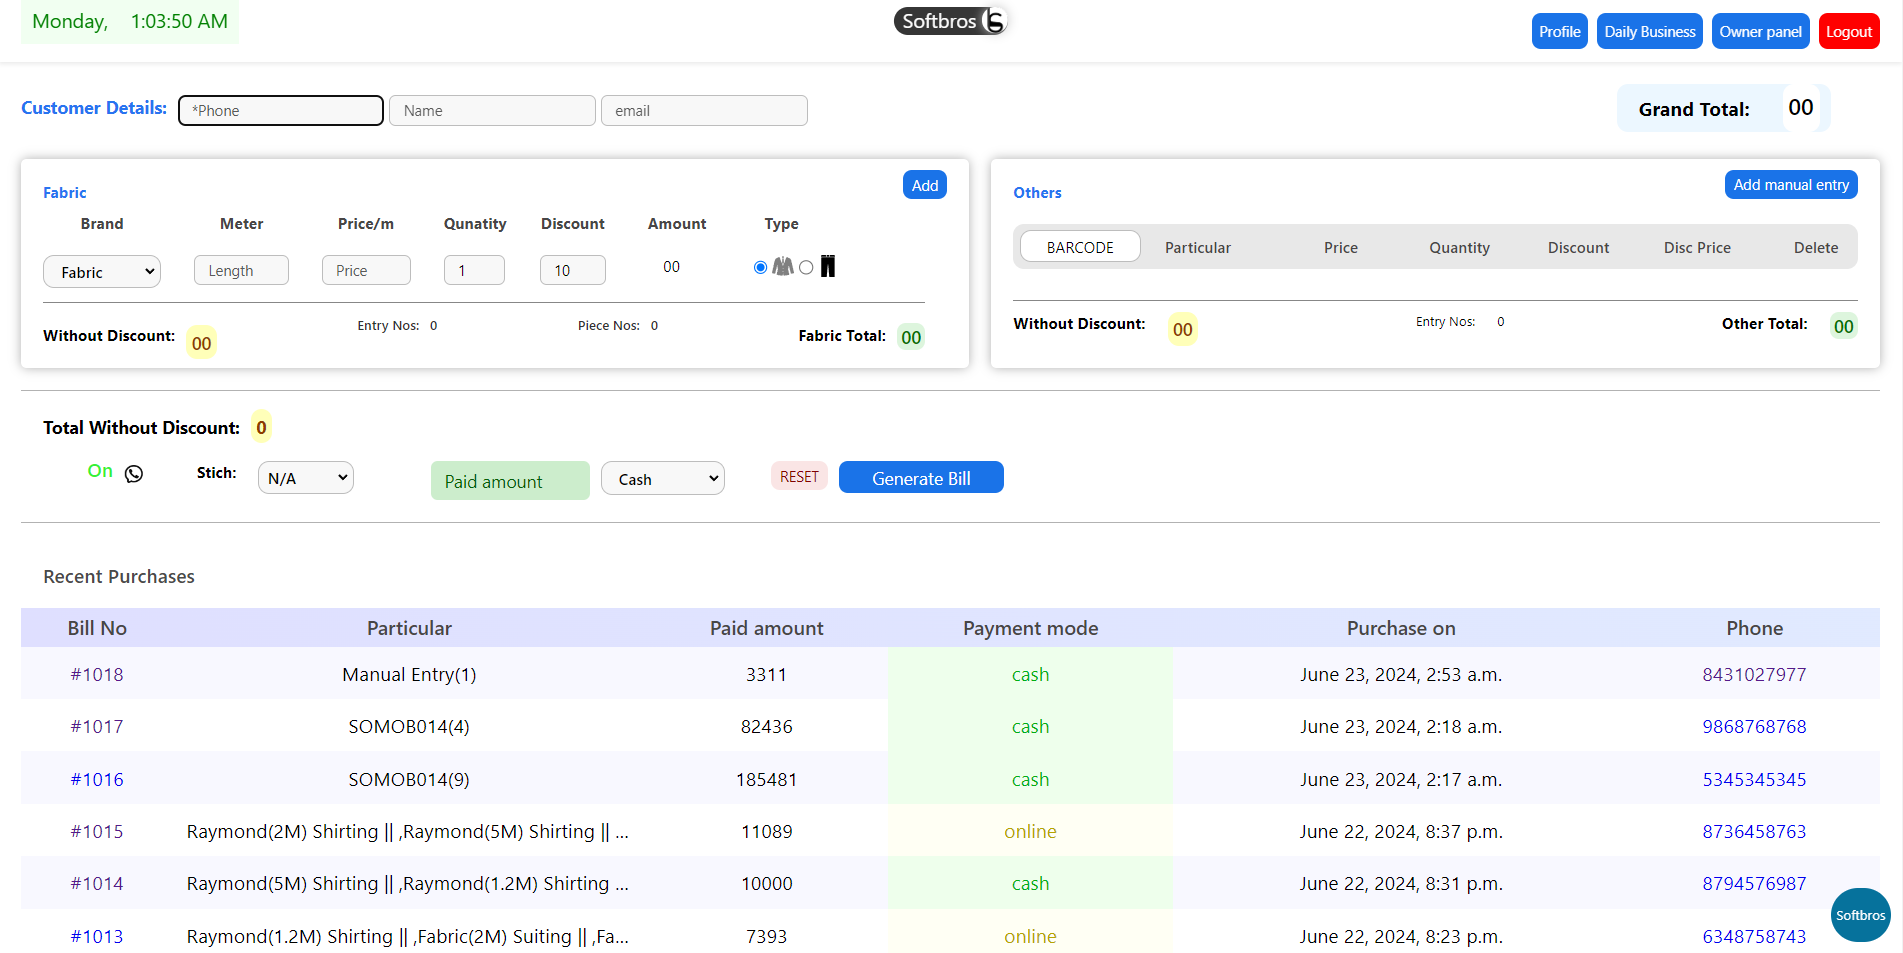 Monday, 1:03:50 AM
Softbros
Profile
Daily Business
Owner panel
Logout
Customer Details:
*Phone
Name
email
Grand Total: 00
Fabric
Add
Brand Meter Price/m Qunatity Discount Amount Type
Fabric Length Price 1 10 00
Without Discount: 00 Entry Nos: 0 Piece Nos: 0 Fabric Total: 00
Others
Add manual entry
BARCODE Particular Price Quantity Discount Disc Price Delete
Without Discount: 00 Entry Nos: 0 Other Total: 00
Total Without Discount: 0
On Stich: N/A Paid amount Cash RESET Generate Bill
Recent Purchases
Bill No Particular Paid amount Payment mode Purchase on Phone
#1018 Manual Entry(1) 3311 cash June 23, 2024, 2:53 a.m. 8431027977
#1017 SOMOB014(4) 82436 cash June 23, 2024, 2:18 a.m. 9868768768
#1016 SOMOB014(9) 185481 cash June 23, 2024, 2:17 a.m. 5345345345
#1015 Raymond(2M) Shirting || ,Raymond(5M) Shirting || ... 11089 online June 22, 2024, 8:37 p.m. 8736458763
#1014 Raymond(5M) Shirting || ,Raymond(1.2M) Shirting ... 10000 cash June 22, 2024, 8:31 p.m. 8794576987
#1013 Raymond(1.2M) Shirting || ,Fabric(2M) Suiting || ,Fa... 7393 online June 22, 2024, 8:23 p.m. 6348758743
Softbros